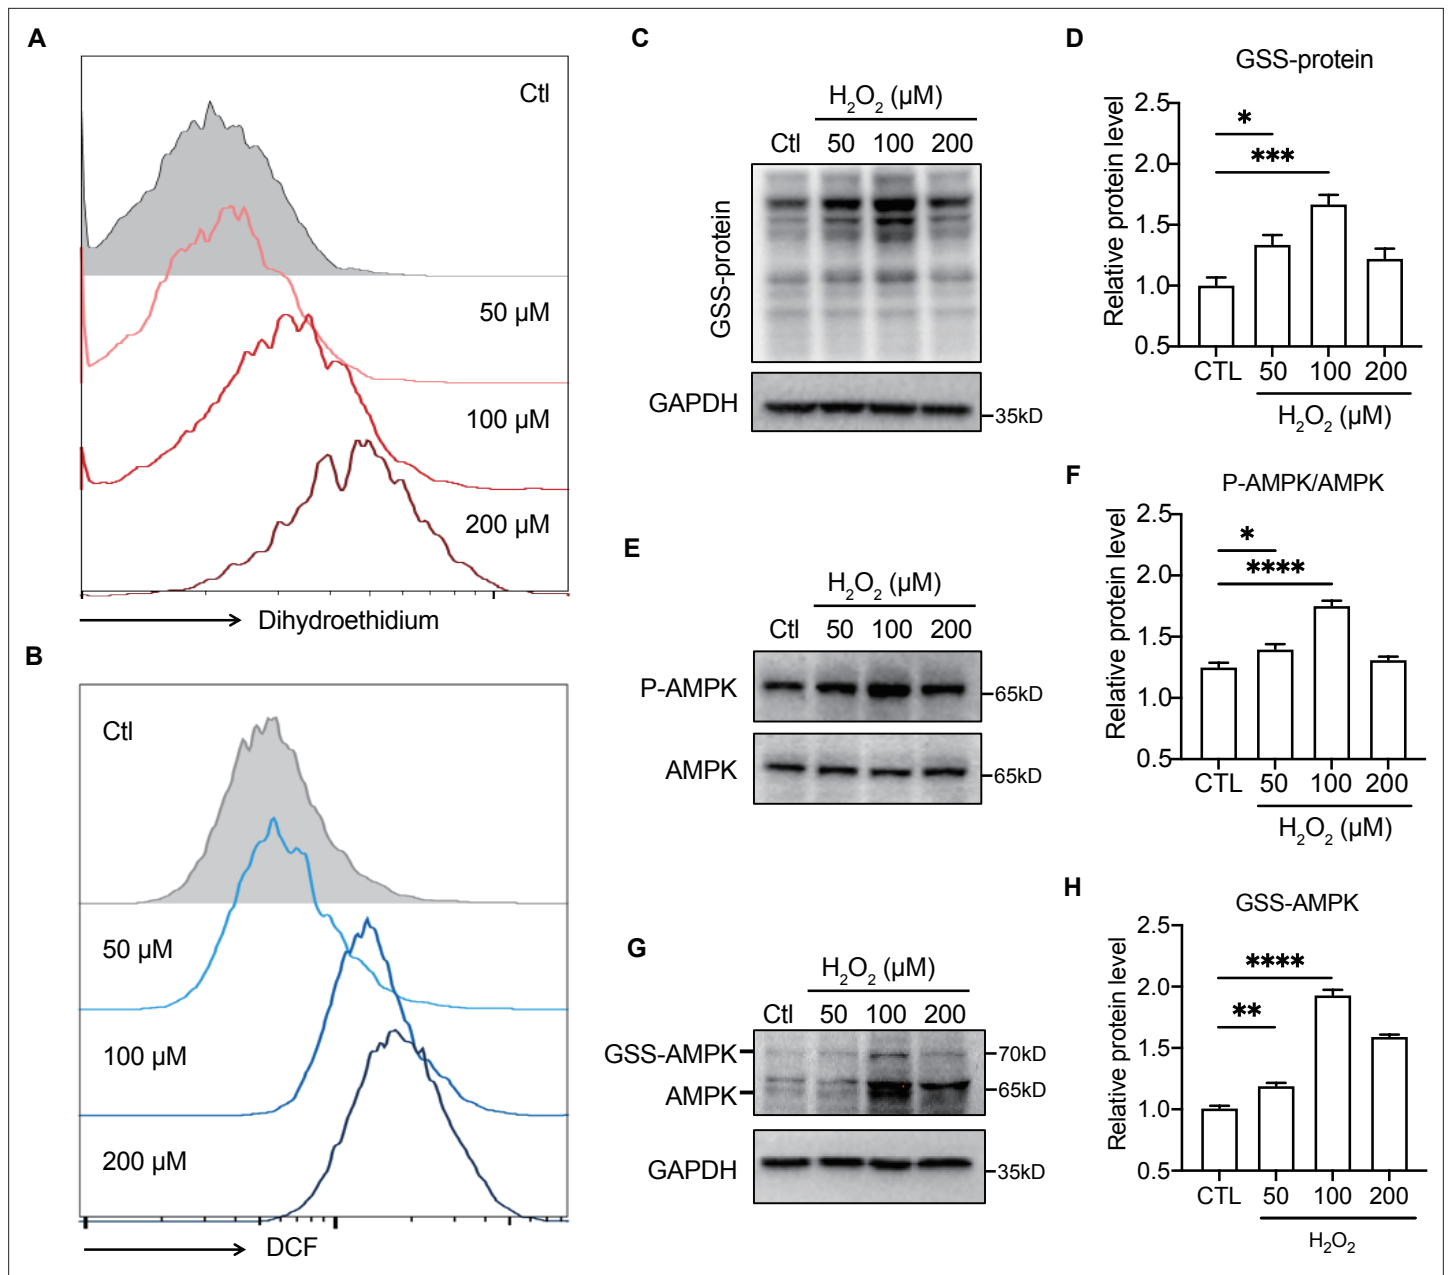 A
Ctl
50 µM
100 µM
200 µM
Dihydroethidium
B
Ctl
50 µM
100 µM
200 µM
DCF
C
H₂O₂ (µM)
Ctl 50 100 200
GSS-protein
GAPDH
35kD
D
GSS-protein
Relative protein level
2.5
2.0
1.5
1.0
0.5
*
***
CTL 50 100 200
H₂O₂ (µM)
E
H₂O₂ (µM)
Ctl 50 100 200
P-AMPK
65kD
AMPK
65kD
F
P-AMPK/AMPK
Relative protein level
2.5
2.0
1.5
1.0
0.5
*
****
CTL 50 100 200
H₂O₂ (µM)
G
H₂O₂ (µM)
Ctl 50 100 200
GSS-AMPK
70kD
AMPK
65kD
GAPDH
35kD
H
GSS-AMPK
Relative protein level
2.5
2.0
1.5
1.0
0.5
****
**
CTL 50 100 200
H₂O₂